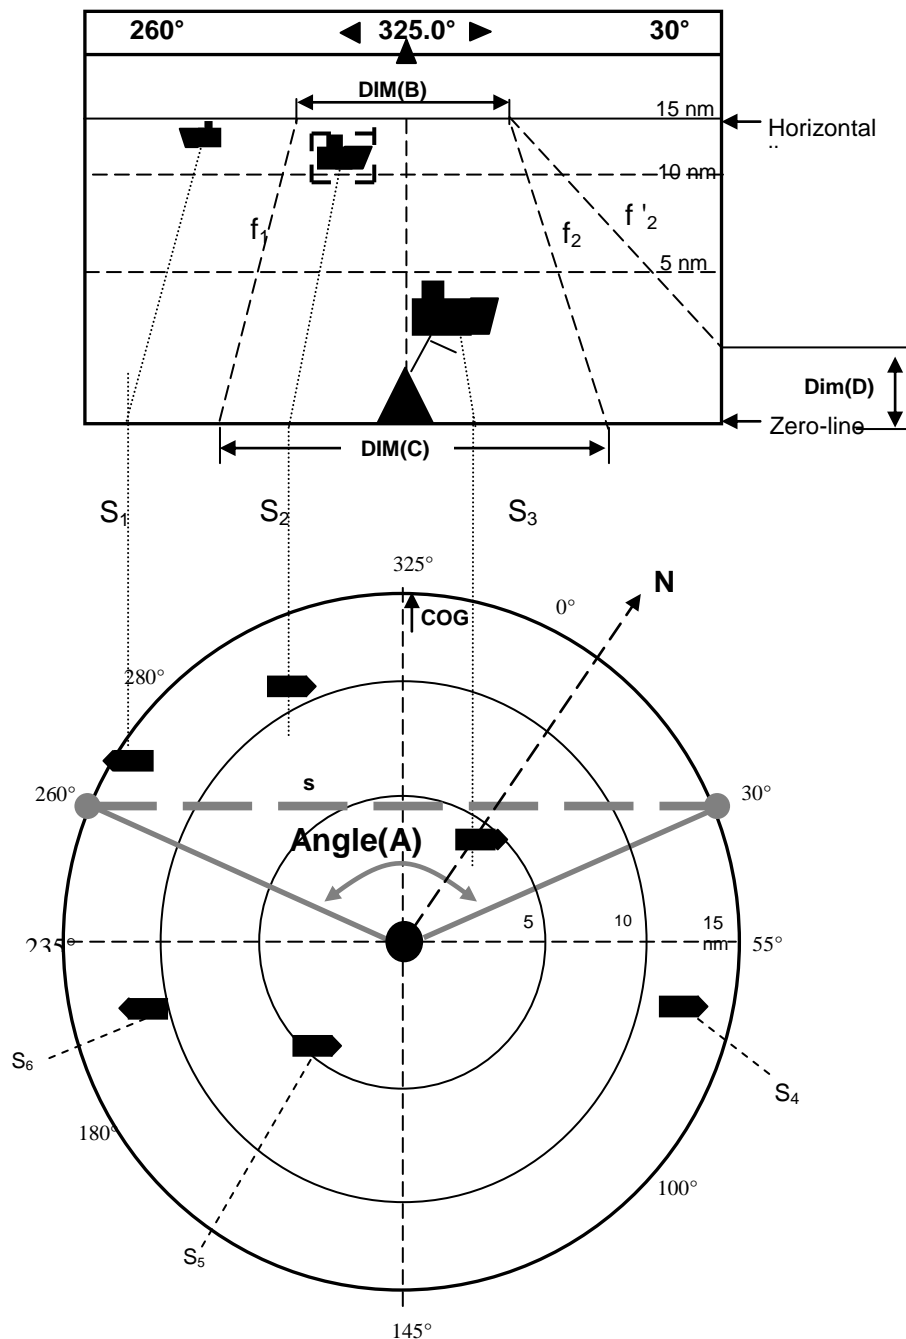 260° ◄ 325.0° ► 30°
DIM(B)
15 nm
Horizontal
10 nm
f1
f2
f '2
5 nm
Dim(D)
Zero-line
DIM(C)
S1 S2 S3
325°
N
0°
COG
280°
s
260° 30°
Angle(A)
5 10 15
nm
55°
S6
S4
180°
100°
S5
145°